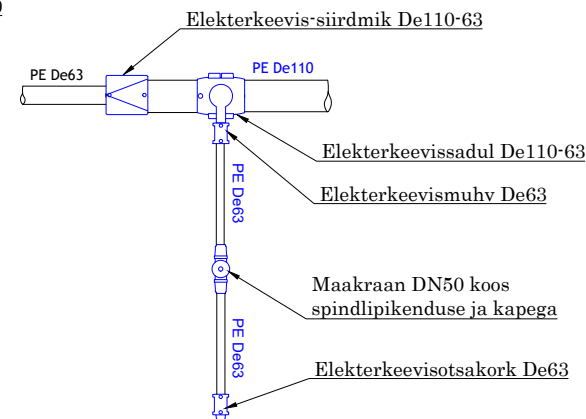 Elekterkeevis-siirdmik De110-63
PE De63
PE De110
Elekterkeevissadul De110-63
Elekterkeevismuhv De63
PE De63
Maakraan DN50 koos
spindlipikenduse ja kapega
PE De63
Elekterkeevisotsakork De63